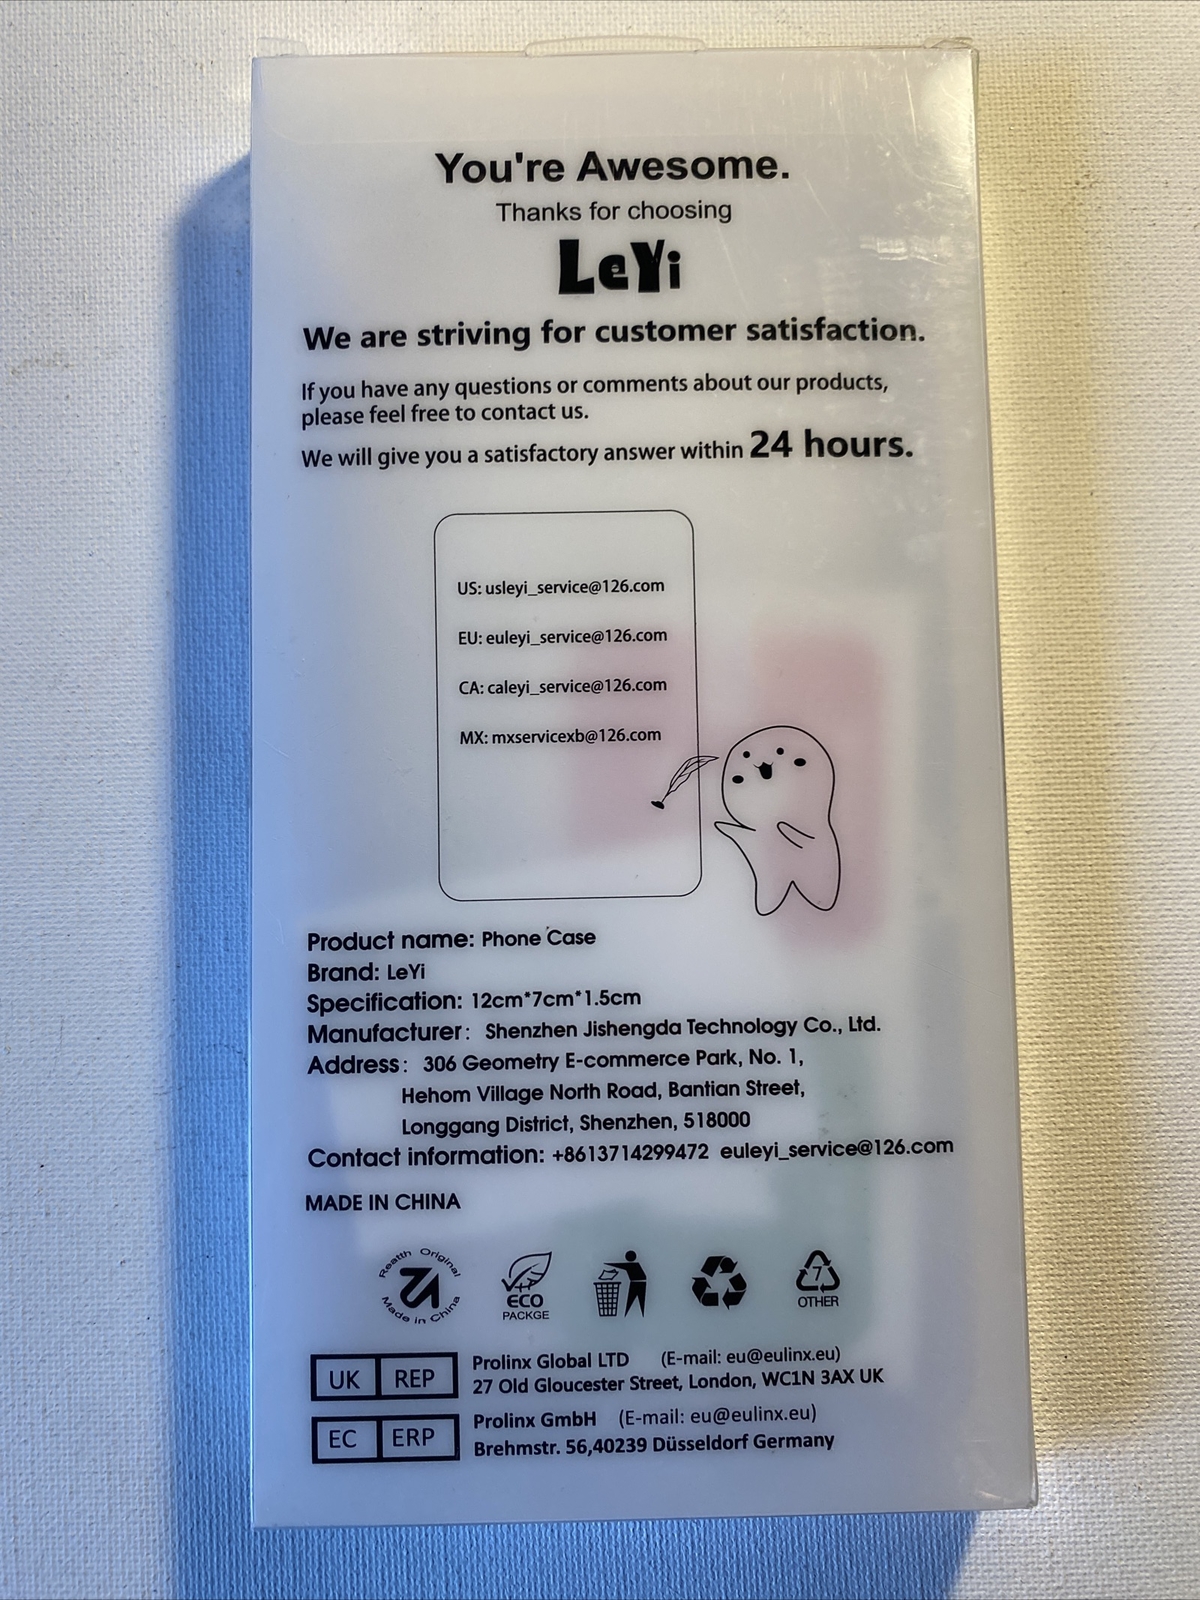 You're Awesome.
Thanks for choosing
LeYi
We are striving for customer satisfaction.
If you have any questions or comments about our products,
please feel free to contact us.
We will give you a satisfactory answer within 24 hours.
US: usleyi_service@126.com
EU: euleyi_service@126.com
CA: caleyi_service@126.com
MX: mxservicexb@126.com
Product name: Phone Case
Brand: LeYi
Specification: 12cm*7cm*1.5cm
Manufacturer: Shenzhen Jishengda Technology Co., Ltd.
Address: 306 Geometry E-commerce Park, No. 1,
Hehom Village North Road, Bantian Street,
Longgang District, Shenzhen, 518000
Contact information: +8613714299472 euleyi_service@126.com
MADE IN CHINA
Reatth Original
Made in China
ECO
PACKGE
7
OTHER
UK REP
Prolinx Global LTD (E-mail: eu@eulinx.eu)
27 Old Gloucester Street, London, WC1N 3AX UK
EC ERP
Prolinx GmbH (E-mail: eu@eulinx.eu)
Brehmstr. 56,40239 Düsseldorf Germany